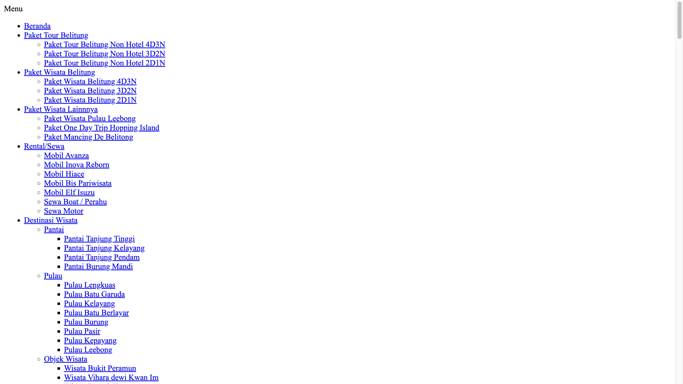 Menu
Beranda
Paket Tour Belitung
Paket Tour Belitung Non Hotel 4D3N
Paket Tour Belitung Non Hotel 3D2N
Paket Tour Belitung Non Hotel 2D1N
Paket Wisata Belitung
Paket Wisata Belitung 4D3N
Paket Wisata Belitung 3D2N
Paket Wisata Belitung 2D1N
Paket Wisata Lainnnya
Paket Wisata Pulau Leebong
Paket One Day Trip Hopping Island
Paket Mancing De Belitong
Rental/Sewa
Mobil Avanza
Mobil Inova Reborn
Mobil Hiace
Mobil Bis Pariwisata
Mobil Elf Isuzu
Sewa Boat / Perahu
Sewa Motor
Destinasi Wisata
Pantai
Pantai Tanjung Tinggi
Pantai Tanjung Kelayang
Pantai Tanjung Pendam
Pantai Burung Mandi
Pulau
Pulau Lengkuas
Pulau Batu Garuda
Pulau Kelayang
Pulau Batu Berlayar
Pulau Burung
Pulau Pasir
Pulau Kepayang
Pulau Leebong
Objek Wisata
Wisata Bukit Peramun
Wisata Vihara dewi Kwan Im